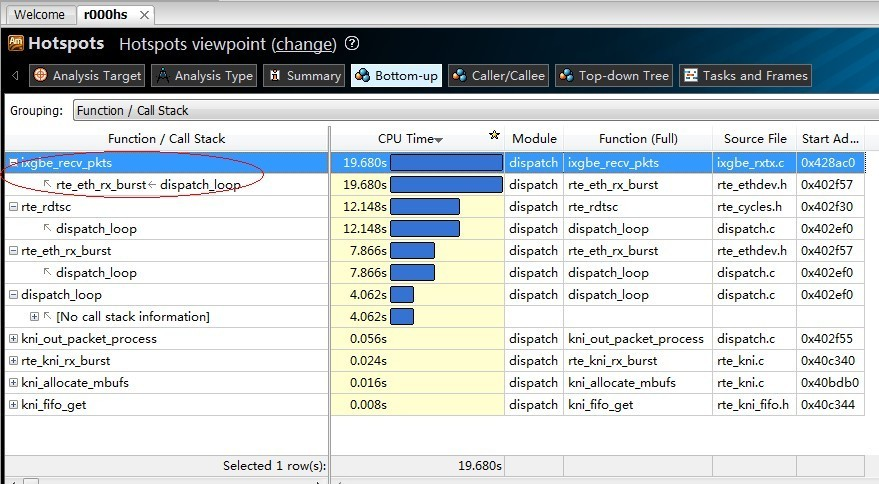 Welcome r000hs
Hotspots Hotspots viewpoint (change) ?
Analysis Target Analysis Type Summary Bottom-up Caller/Callee Top-down Tree Tasks and Frames
Grouping: Function / Call Stack
Function / Call Stack CPU Time Module Function (Full) Source File Start Ad...
ixgbe_recv_pkts 19.680s dispatch ixgbe_recv_pkts ixgbe_rxtx.c 0x428ac0
rte_eth_rx_burst← dispatch_loop 19.680s dispatch rte_eth_rx_burst rte_ethdev.h 0x402f57
rte_rdtsc 12.148s dispatch rte_rdtsc rte_cycles.h 0x402f30
dispatch_loop 12.148s dispatch dispatch_loop dispatch.c 0x402ef0
rte_eth_rx_burst 7.866s dispatch rte_eth_rx_burst rte_ethdev.h 0x402f57
dispatch_loop 7.866s dispatch dispatch_loop dispatch.c 0x402ef0
dispatch_loop 4.062s dispatch dispatch_loop dispatch.c 0x402ef0
[No call stack information] 4.062s
kni_out_packet_process 0.056s dispatch kni_out_packet_process dispatch.c 0x402f55
rte_kni_rx_burst 0.024s dispatch rte_kni_rx_burst rte_kni.c 0x40c340
kni_allocate_mbufs 0.016s dispatch kni_allocate_mbufs rte_kni.c 0x40bdb0
kni_fifo_get 0.008s dispatch kni_fifo_get rte_kni_fifo.h 0x40c344
Selected 1 row(s): 19.680s